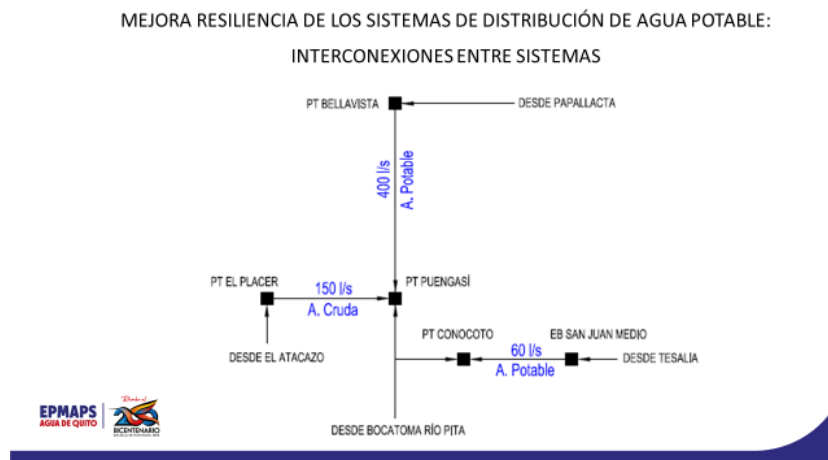 MEJORA RESILIENCIA DE LOS SISTEMAS DE DISTRIBUCIÓN DE AGUA POTABLE:
INTERCONEXIONES ENTRE SISTEMAS
PT BELLAVISTA
DESDE PAPALLACTA
400 l/s
A. Potable
PT EL PLACER
150 l/s
A. Cruda
PT PUENGASÍ
DESDE EL ATACAZO
PT CONOCOTO
EB SAN JUAN MEDIO
60 l/s
A. Potable
DESDE TESALIA
DESDE BOCATOMA RÍO PITA
EPMAPS
AGUA DE QUITO
Rumbo al
BICENTENARIO